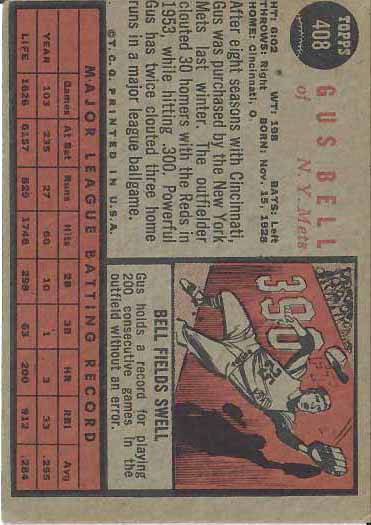 TOPPS
408
GUS BELL
of N.Y. Mets
HT: 6:02 WT: 198 BATS: Left
THROWS: Right BORN: Nov. 15, 1928
HOME: Cincinnati, O.
After eight seasons with Cincinnati,
Gus was purchased by the New York
Mets last winter. The outfielder
clouted 30 homers with the Reds in
1953, while hitting .300. Powerful
Gus has twice clouted three home
runs in a major league ballgame.
©T.C.G. PRINTED IN U.S.A.
390
25
BELL FIELDS SWELL
Gus holds a record for playing
200 consecutive games in the
outfield without an error.
MAJOR LEAGUE BATTING RECORD
Games At Bat Runs Hits 2B 3B HR RBI Avg
YEAR 103 235 27 60 10 1 3 33 .255
LIFE 1626 6157 829 1748 298 63 200 912 .284